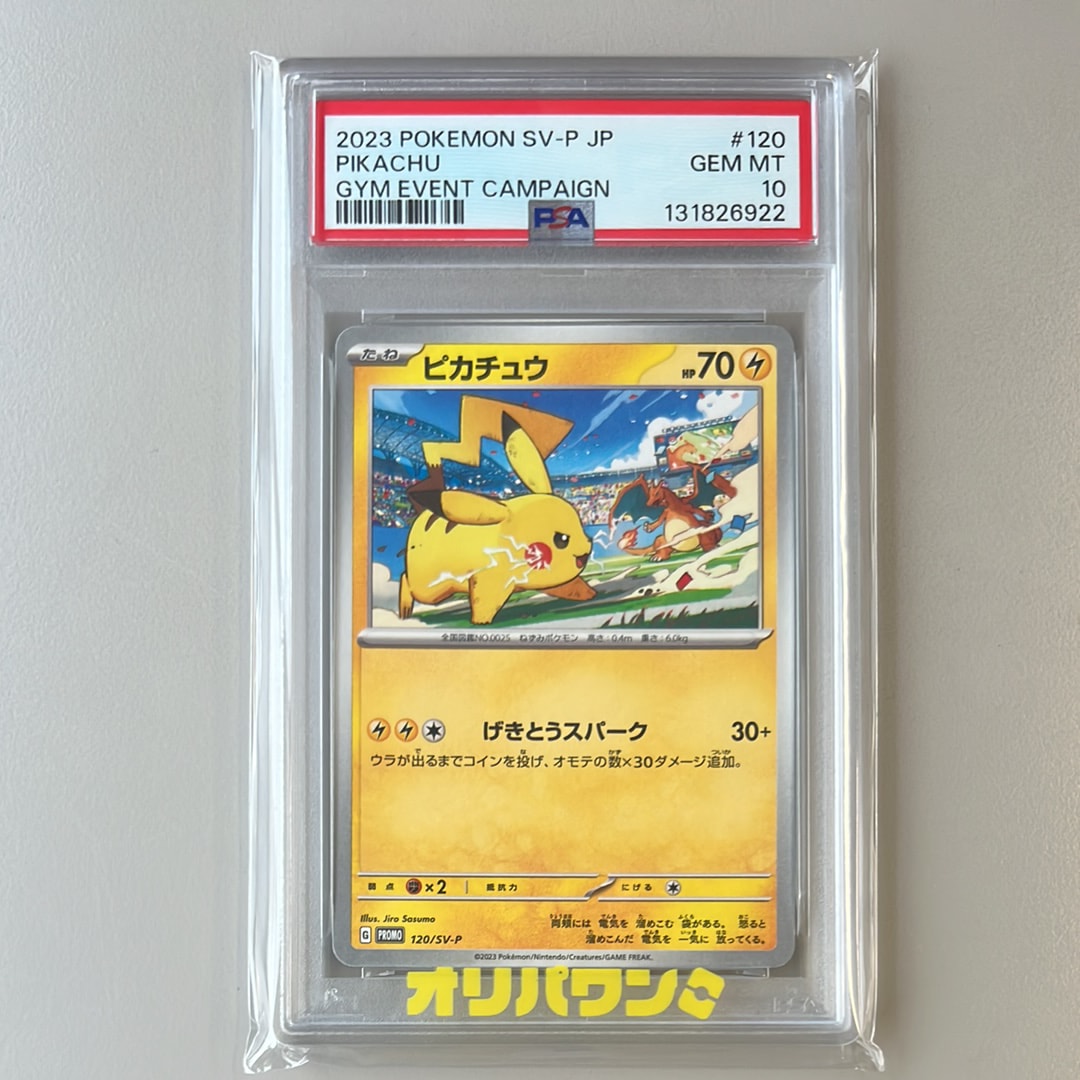 2023 POKEMON SV-P JP #120
PIKACHU GEM MT
GYM EVENT CAMPAIGN 10
PSA 131826922
たね ピカチュウ HP70
全国図鑑NO.0025 ねずみポケモン 高さ:0.4m 重さ:6.0kg
げきとうスパーク 30+
ウラが出るまでコインを投げ、オモテの数×30ダメージ追加。
弱点 ×2 抵抗力 にげる
Illus. Jiro Sasumo
両頬には 電気を 溜めこむ 袋がある。 怒ると
溜めこんだ 電気を 一気に 放ってくる。
G PROMO 120/SV-P
©2023 Pokémon/Nintendo/Creatures/GAME FREAK.
オリパワン